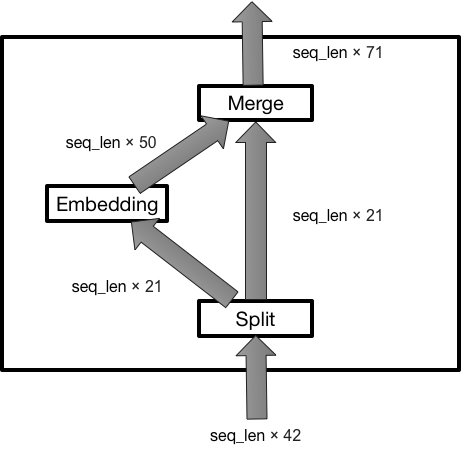 seq_len × 71
Merge
seq_len × 50
Embedding
seq_len × 21
seq_len × 21
Split
seq_len × 42